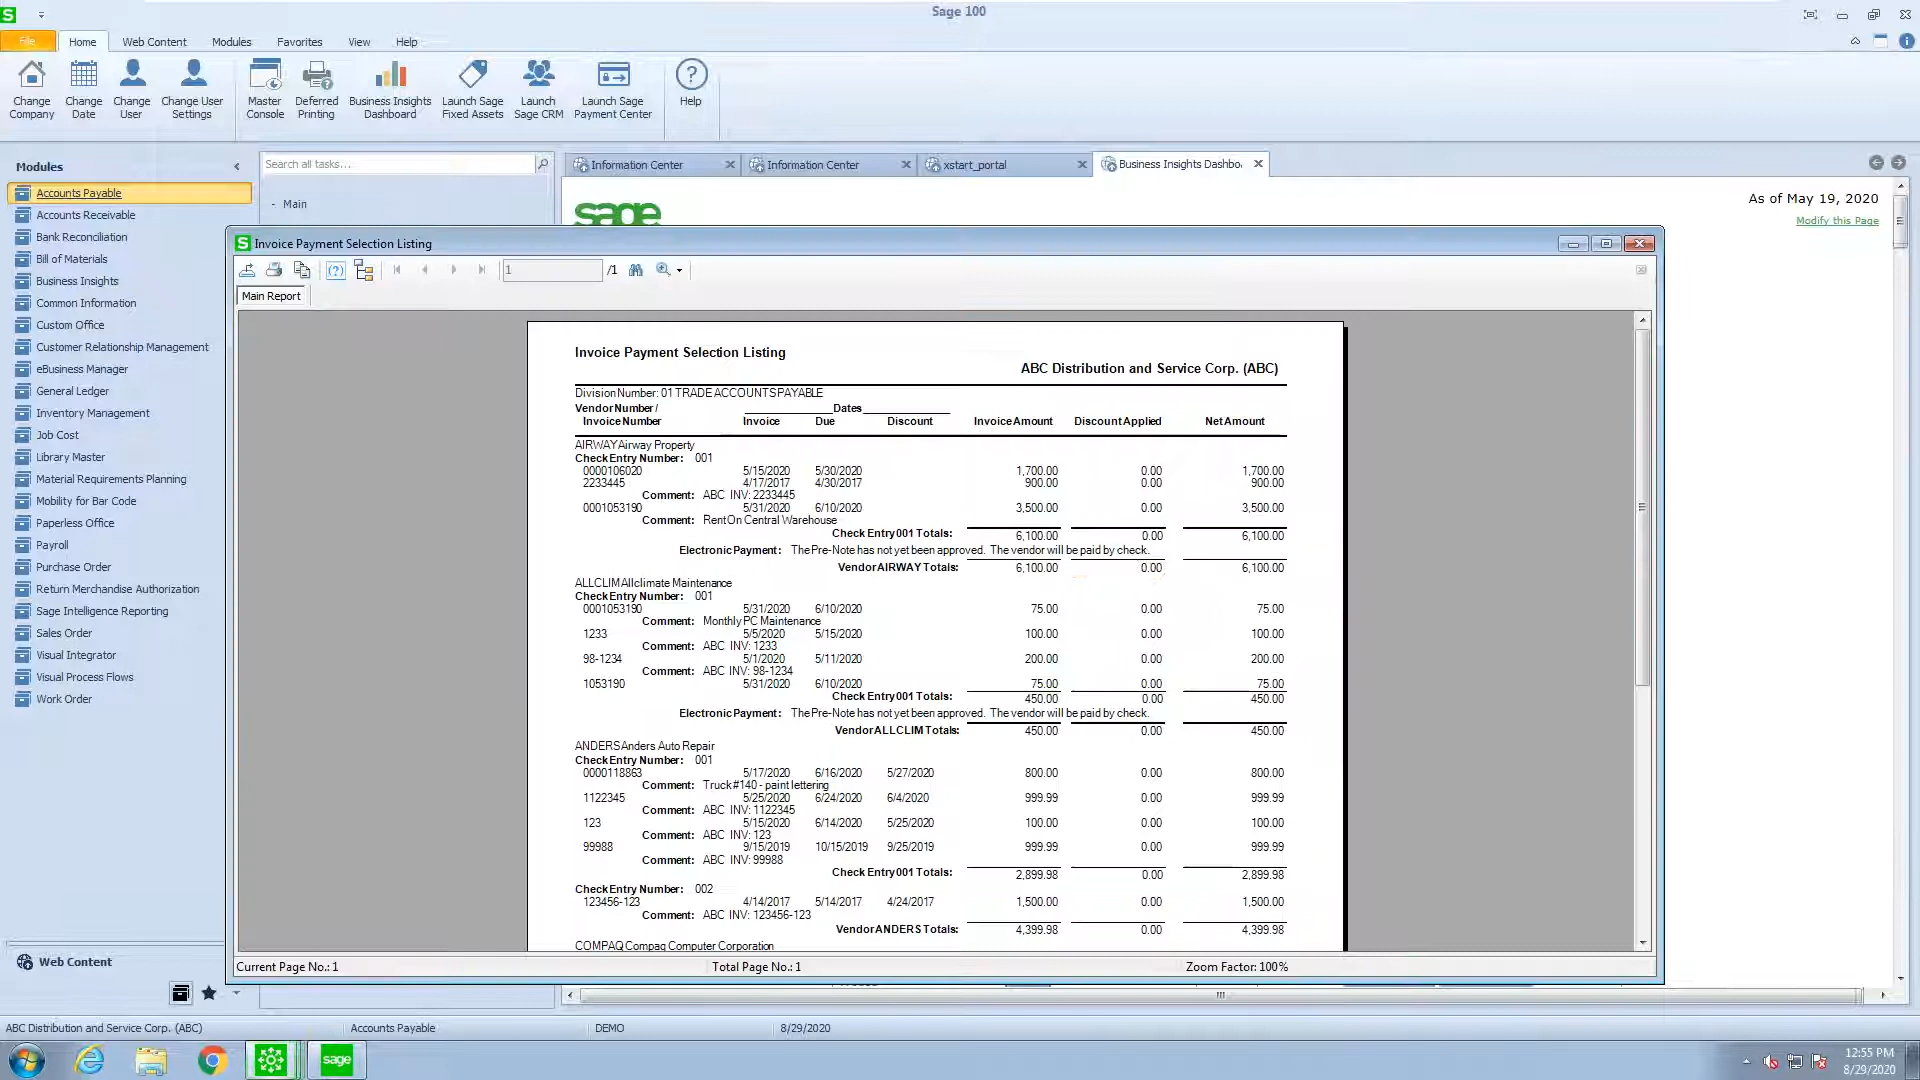 Sage 100
File Home Web Content Modules Favorites View Help
Change Company Change Date Change User Change User Settings Master Console Deferred Printing Business Insights Dashboard Launch Sage Fixed Assets Launch Sage CRM Launch Sage Payment Center Help
Modules
Accounts Payable
Accounts Receivable
Bank Reconciliation
Bill of Materials
Business Insights
Common Information
Custom Office
Customer Relationship Management
eBusiness Manager
General Ledger
Inventory Management
Job Cost
Library Master
Material Requirements Planning
Mobility for Bar Code
Paperless Office
Payroll
Purchase Order
Return Merchandise Authorization
Sage Intelligence Reporting
Sales Order
Visual Integrator
Visual Process Flows
Work Order
Web Content
Search all tasks...
- Main
Information Center Information Center xstart_portal Business Insights Dashbo.
sage
As of May 19, 2020
Modify this Page
Invoice Payment Selection Listing
1 /1
Main Report
Invoice Payment Selection Listing
ABC Distribution and Service Corp. (ABC)
Division Number: 01 TRADE ACCOUNTS PAYABLE
Vendor Number / Dates
Invoice Number Invoice Due Discount Invoice Amount Discount Applied Net Amount
AIRWAY Airway Property
Check Entry Number: 001
0000106020 5/15/2020 5/30/2020 1,700.00 0.00 1,700.00
2233445 4/17/2017 4/30/2017 900.00 0.00 900.00
Comment: ABC INV: 2233445
0001053190 5/31/2020 6/10/2020 3,500.00 0.00 3,500.00
Comment: Rent On Central Warehouse
Check Entry 001 Totals: 6,100.00 0.00 6,100.00
Electronic Payment: The Pre-Note has not yet been approved. The vendor will be paid by check.
Vendor AIRWAY Totals: 6,100.00 0.00 6,100.00
ALLCLIM Allclimate Maintenance
Check Entry Number: 001
0001053190 5/31/2020 6/10/2020 75.00 0.00 75.00
Comment: Monthly PC Maintenance
1233 5/5/2020 5/15/2020 100.00 0.00 100.00
Comment: ABC INV: 1233
98-1234 5/1/2020 5/11/2020 200.00 0.00 200.00
Comment: ABC INV: 98-1234
1053190 5/31/2020 6/10/2020 75.00 0.00 75.00
Check Entry 001 Totals: 450.00 0.00 450.00
Electronic Payment: The Pre-Note has not yet been approved. The vendor will be paid by check.
Vendor ALLCLIM Totals: 450.00 0.00 450.00
ANDERS Anders Auto Repair
Check Entry Number: 001
0000118863 5/17/2020 6/16/2020 5/27/2020 800.00 0.00 800.00
Comment: Truck #140 - paint lettering
1122345 5/25/2020 6/24/2020 6/4/2020 999.99 0.00 999.99
Comment: ABC INV: 1122345
123 5/15/2020 6/14/2020 5/25/2020 100.00 0.00 100.00
Comment: ABC INV: 123
99988 9/15/2019 10/15/2019 9/25/2019 999.99 0.00 999.99
Comment: ABC INV: 99988
Check Entry 001 Totals: 2,899.98 0.00 2,899.98
Check Entry Number: 002
123456-123 4/14/2017 5/14/2017 4/24/2017 1,500.00 0.00 1,500.00
Comment: ABC INV: 123456-123
Vendor ANDERS Totals: 4,399.98 0.00 4,399.98
COMPAQ Compaq Computer Corporation
Current Page No.: 1 Total Page No.: 1 Zoom Factor: 100%
ABC Distribution and Service Corp. (ABC) Accounts Payable DEMO 8/29/2020
sage
12:55 PM
8/29/2020